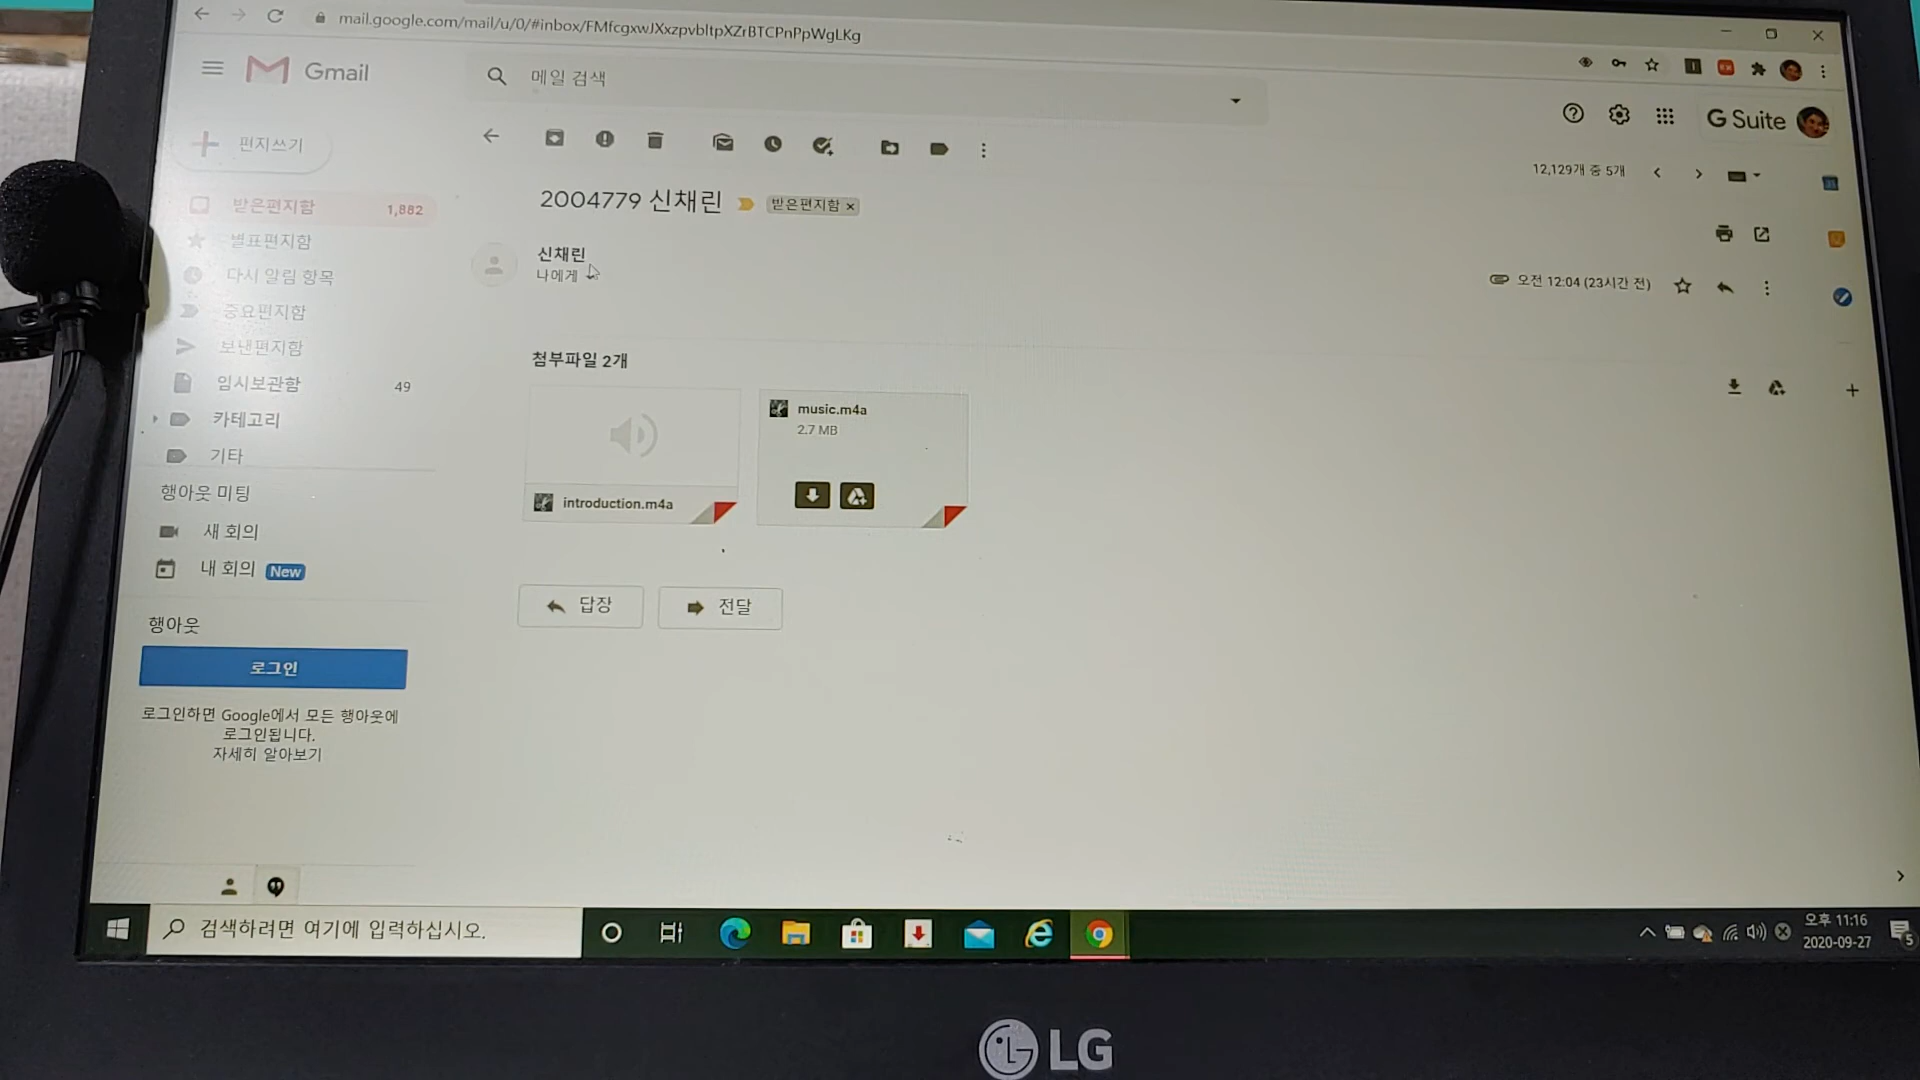 mail.google.com/mail/u/0/#inbox/FMfcgxwJXxzpvbltpXZrBTCPnPpWgLKg
Gmail
메일 검색
G Suite
편지쓰기
12,129개 중 5개
받은편지함 1,882
2004779 신채린 받은편지함 ×
별표편지함
신채린
나에게
다시 알림 항목
오전 12:04 (23시간 전)
중요편지함
보낸편지함
첨부파일 2개
임시보관함 49
music.m4a
2.7 MB
카테고리
기타
introduction.m4a
행아웃 미팅
새 회의
내 회의 New
답장 전달
행아웃
로그인
로그인하면 Google에서 모든 행아웃에
로그인됩니다.
자세히 알아보기
검색하려면 여기에 입력하십시오.
오후 11:16
2020-09-27
5
LG